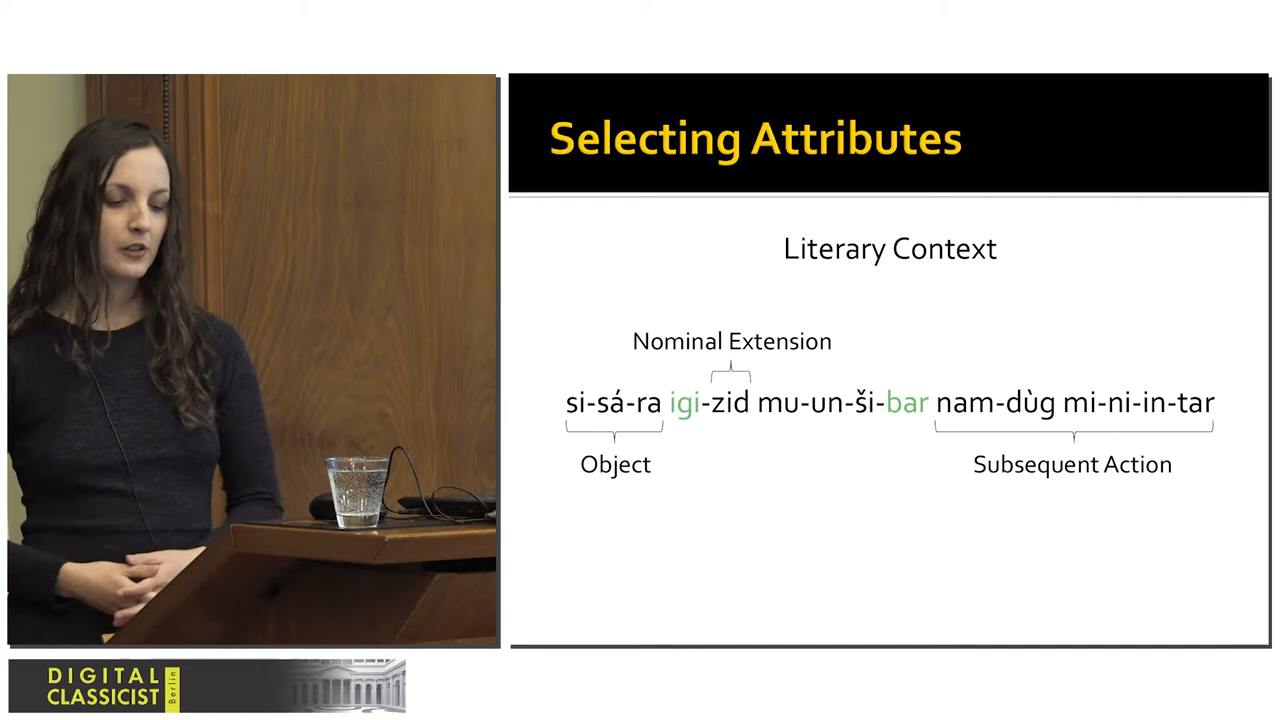 Selecting Attributes
Literary Context
Nominal Extension
si-sá-ra igi-zid mu-un-ši-bar nam-dùg mi-ni-in-tar
Object
Subsequent Action
DIGITAL
CLASSICIST
Berlin